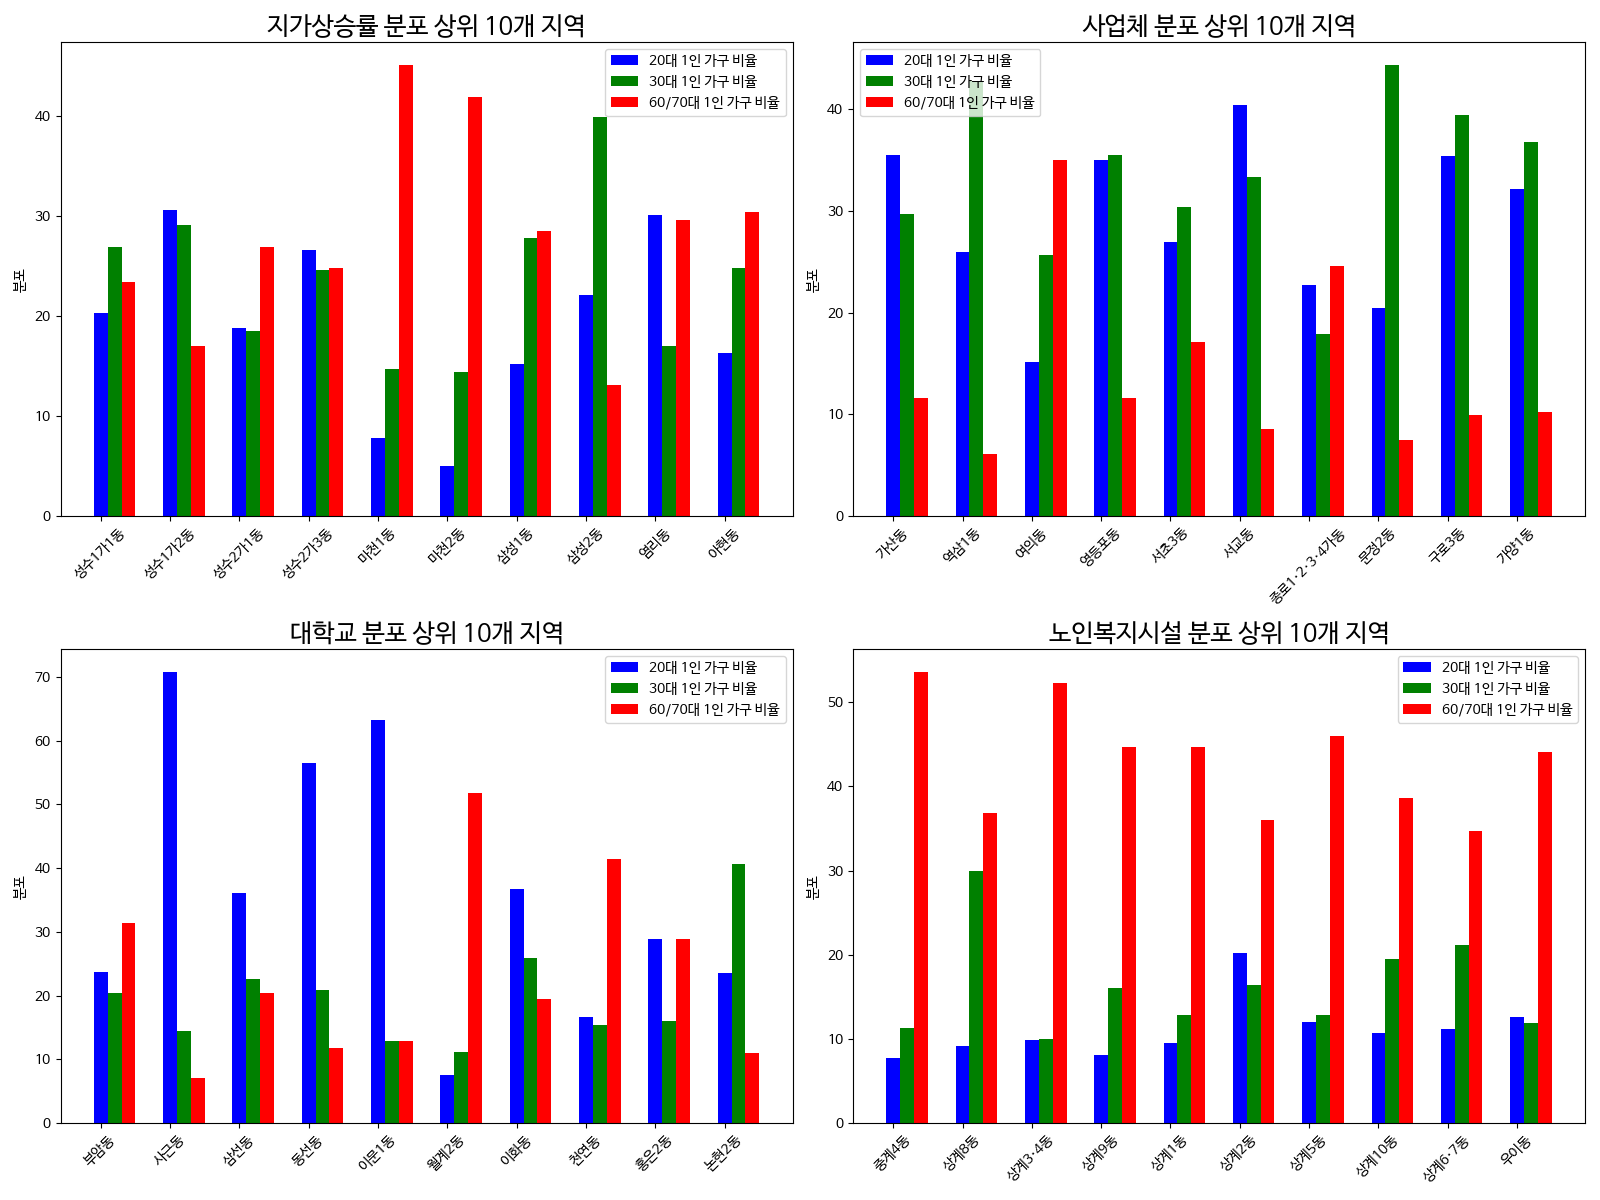 지가상승률 분포 상위 10개 지역
20대 1인 가구 비율
30대 1인 가구 비율
60/70대 1인 가구 비율
분포
40
30
20
10
0
성수1가1동
성수1가2동
성수2가1동
성수2가3동
마천1동
마천2동
삼성1동
삼성2동
염리동
아현동
사업체 분포 상위 10개 지역
20대 1인 가구 비율
30대 1인 가구 비율
60/70대 1인 가구 비율
분포
40
30
20
10
0
가산동
역삼1동
여의동
영등포동
서초3동
서교동
종로1·2·3·4가동
문정2동
구로3동
가양1동
대학교 분포 상위 10개 지역
20대 1인 가구 비율
30대 1인 가구 비율
60/70대 1인 가구 비율
분포
70
60
50
40
30
20
10
0
부암동
사근동
삼선동
동선동
이문1동
월계2동
이화동
천연동
홍은2동
논현2동
노인복지시설 분포 상위 10개 지역
20대 1인 가구 비율
30대 1인 가구 비율
60/70대 1인 가구 비율
분포
50
40
30
20
10
0
중계4동
상계8동
상계3·4동
상계9동
상계1동
상계2동
상계5동
상계10동
상계6·7동
우이동